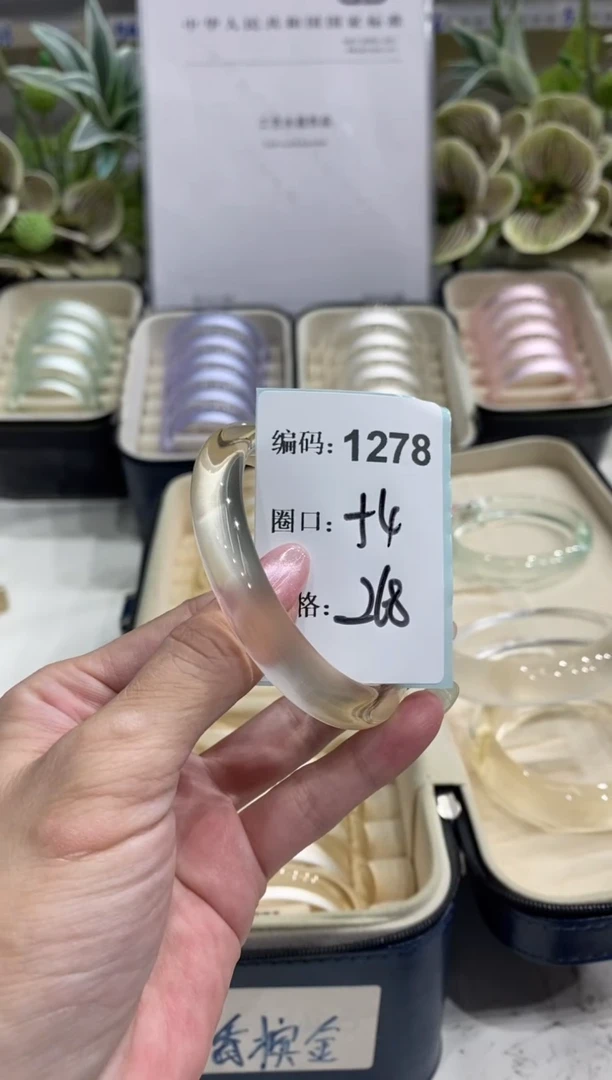 中华人民共和国国家标准
编码：1278
圈口：54
格：268
香槟金